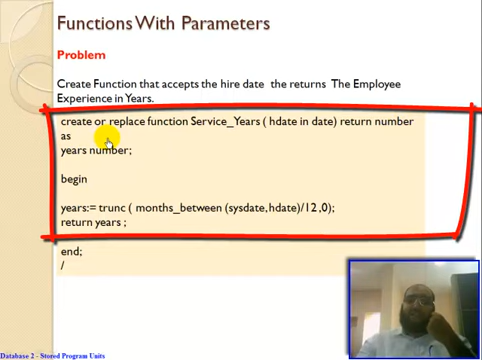 Functions With Parameters
Problem
Create Function that accepts the hire date the returns The Employee
Experience in Years.
create or replace function Service_Years ( hdate in date) return number
as
years number;
begin
years:= trunc ( months_between (sysdate,hdate)/12 ,0);
return years ;
end;
/
Database 2 - Stored Program Units